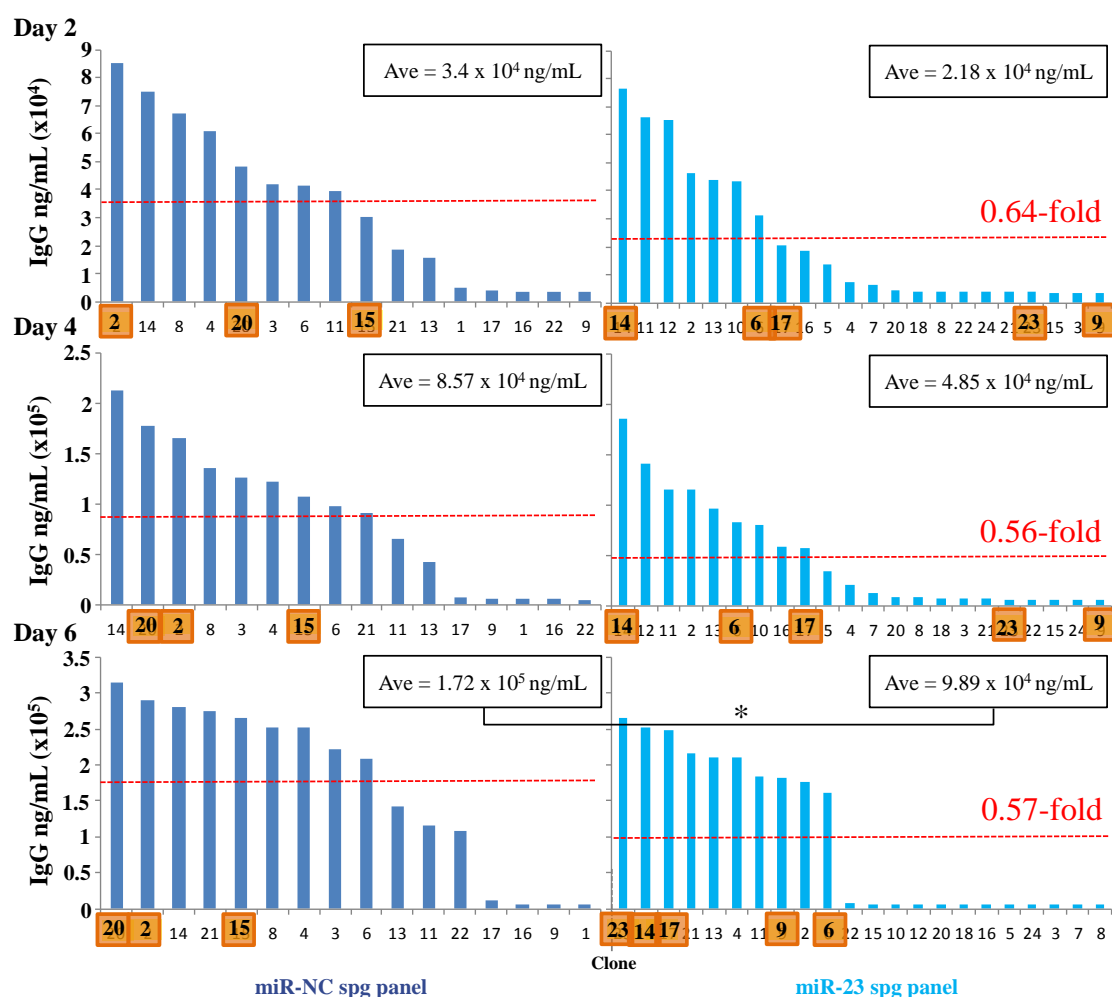 Day 2
IgG ng/mL (x10⁴)
9
8
7
6
5
4
3
2
1
0
Ave = 3.4 x 10⁴ ng/mL
Ave = 2.18 x 10⁴ ng/mL
0.64-fold
2 14 8 4 20 3 6 11 15 21 13 1 17 16 22 9
14 11 12 2 13 10 6 17 16 5 4 7 20 18 8 22 24 21 23 15 3 9
Day 4
IgG ng/mL (x10⁵)
2.5
2
1.5
1
0.5
0
Ave = 8.57 x 10⁴ ng/mL
Ave = 4.85 x 10⁴ ng/mL
0.56-fold
14 20 2 8 3 4 15 6 21 11 13 17 9 1 16 22
14 12 11 2 13 6 10 16 17 5 4 7 20 8 18 3 21 23 22 15 24 9
Day 6
IgG ng/mL (x10⁵)
3.5
3
2.5
2
1.5
1
0.5
0
Ave = 1.72 x 10⁵ ng/mL
Ave = 9.89 x 10⁴ ng/mL
*
0.57-fold
20 2 14 21 15 8 4 3 6 13 11 22 17 16 9 1
23 14 17 21 13 4 11 9 2 6 22 15 10 12 20 18 16 5 24 3 7 8
Clone
miR-NC spg panel
miR-23 spg panel